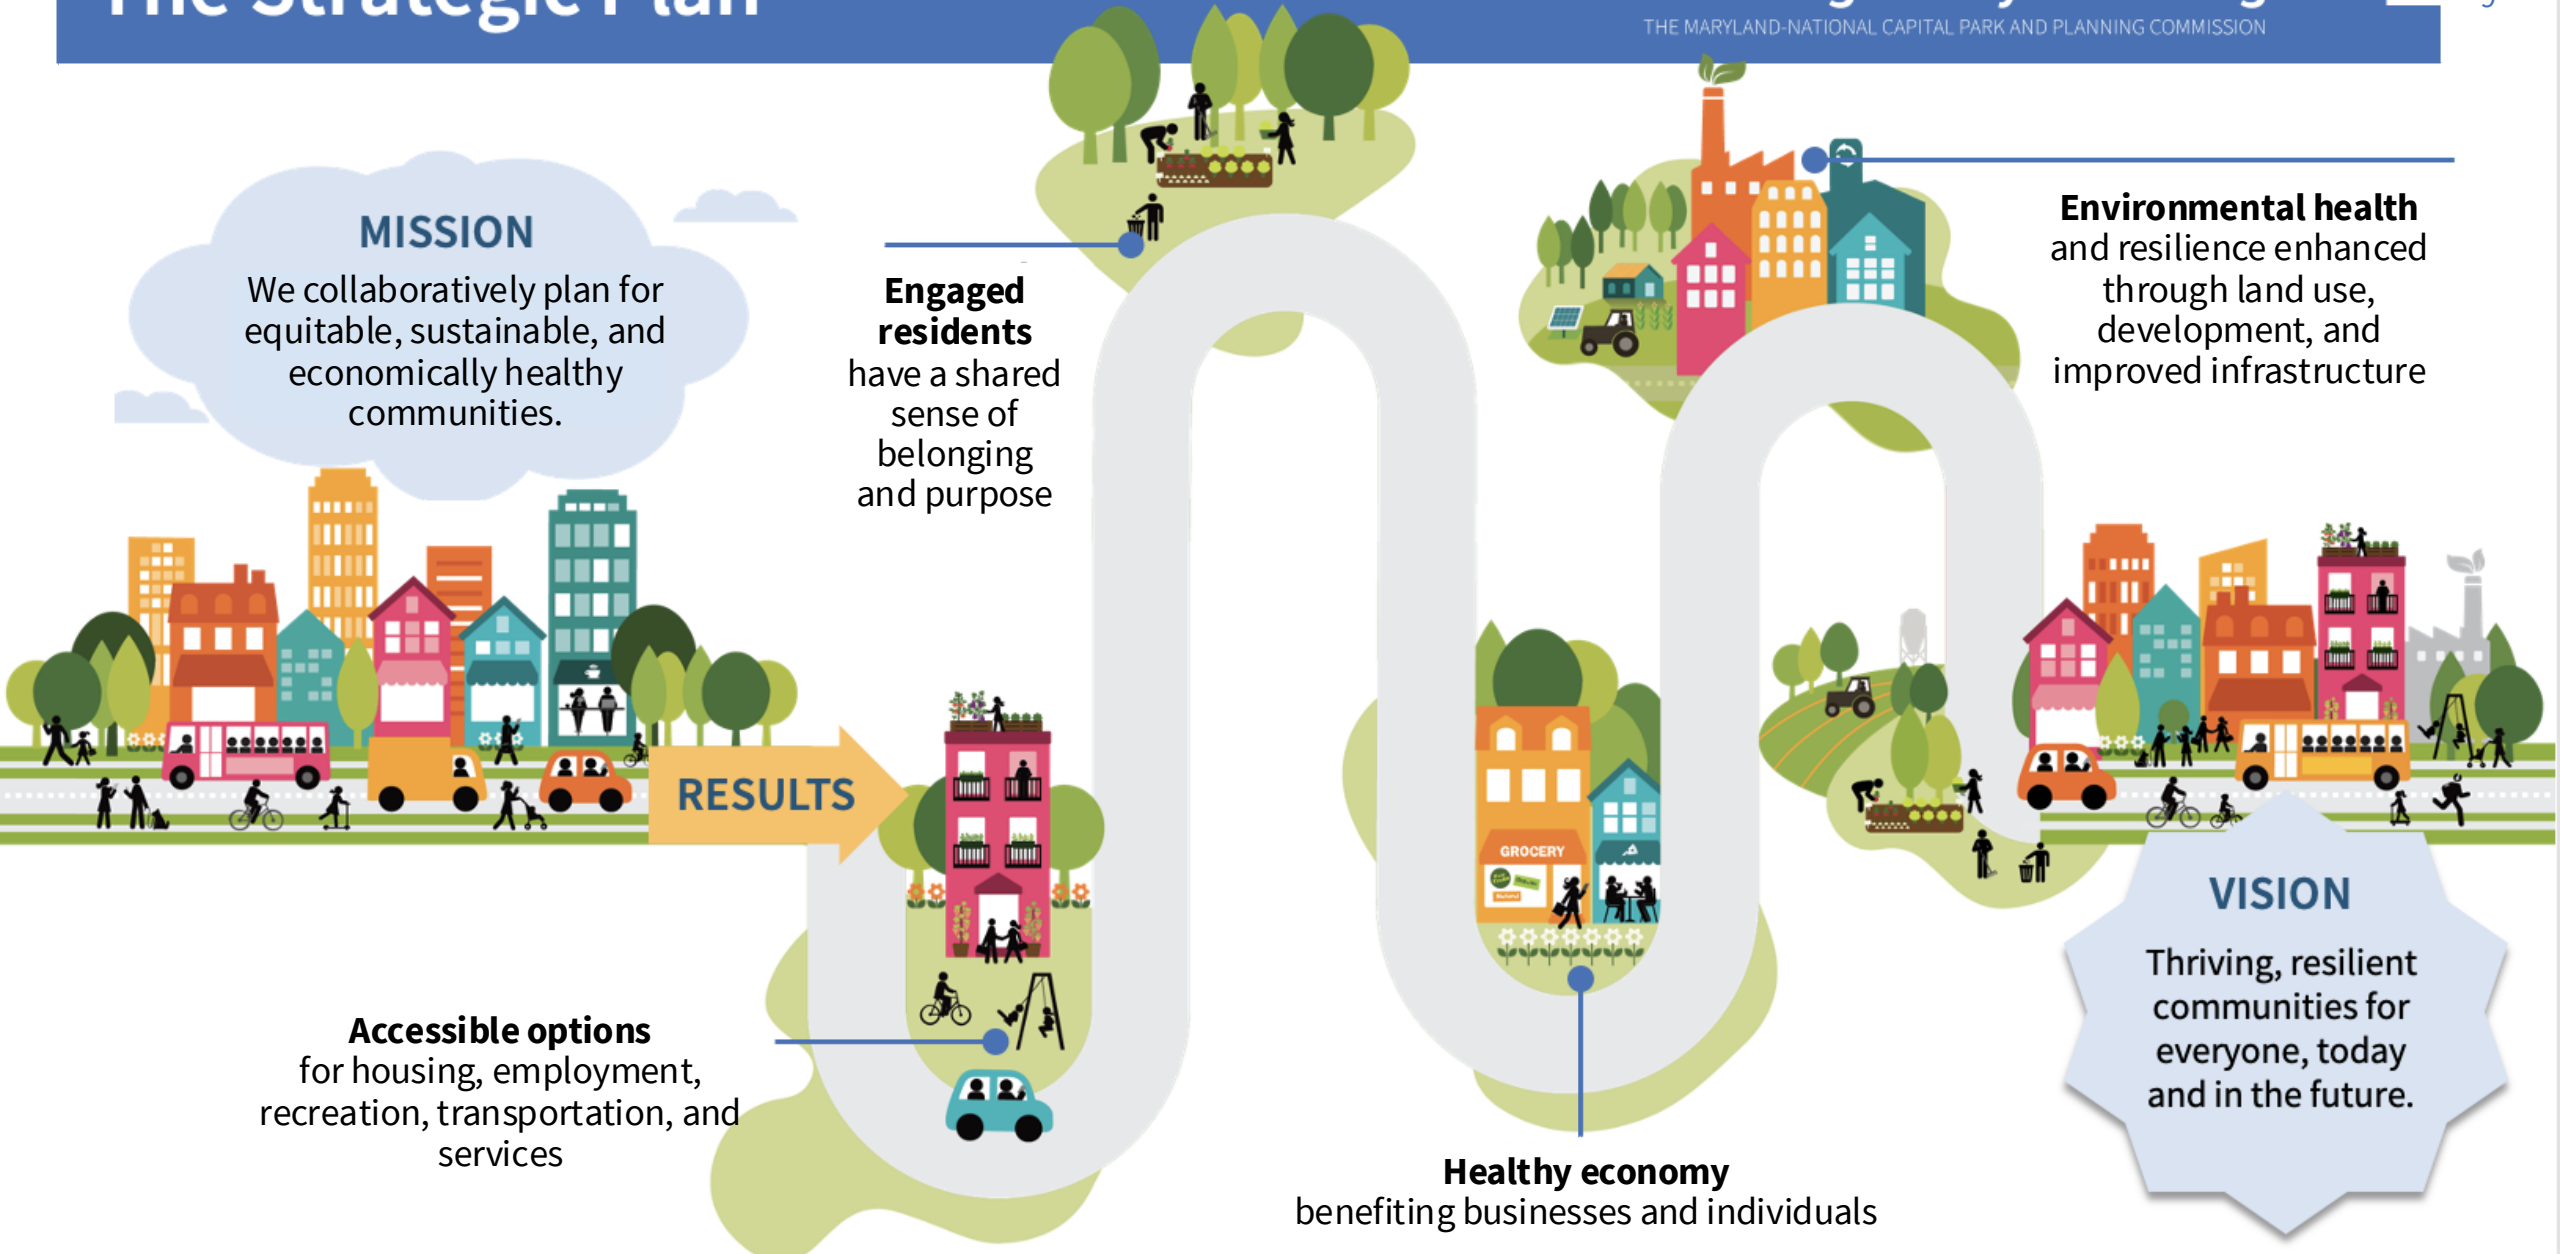 The Strategic Plan
THE MARYLAND-NATIONAL CAPITAL PARK AND PLANNING COMMISSION
MISSION
We collaboratively plan for
equitable, sustainable, and
economically healthy
communities.
Engaged
residents
have a shared
sense of
belonging
and purpose
Environmental health
and resilience enhanced
through land use,
development, and
improved infrastructure
RESULTS
GROCERY
Accessible options
for housing, employment,
recreation, transportation, and
services
Healthy economy
benefiting businesses and individuals
VISION
Thriving, resilient
communities for
everyone, today
and in the future.